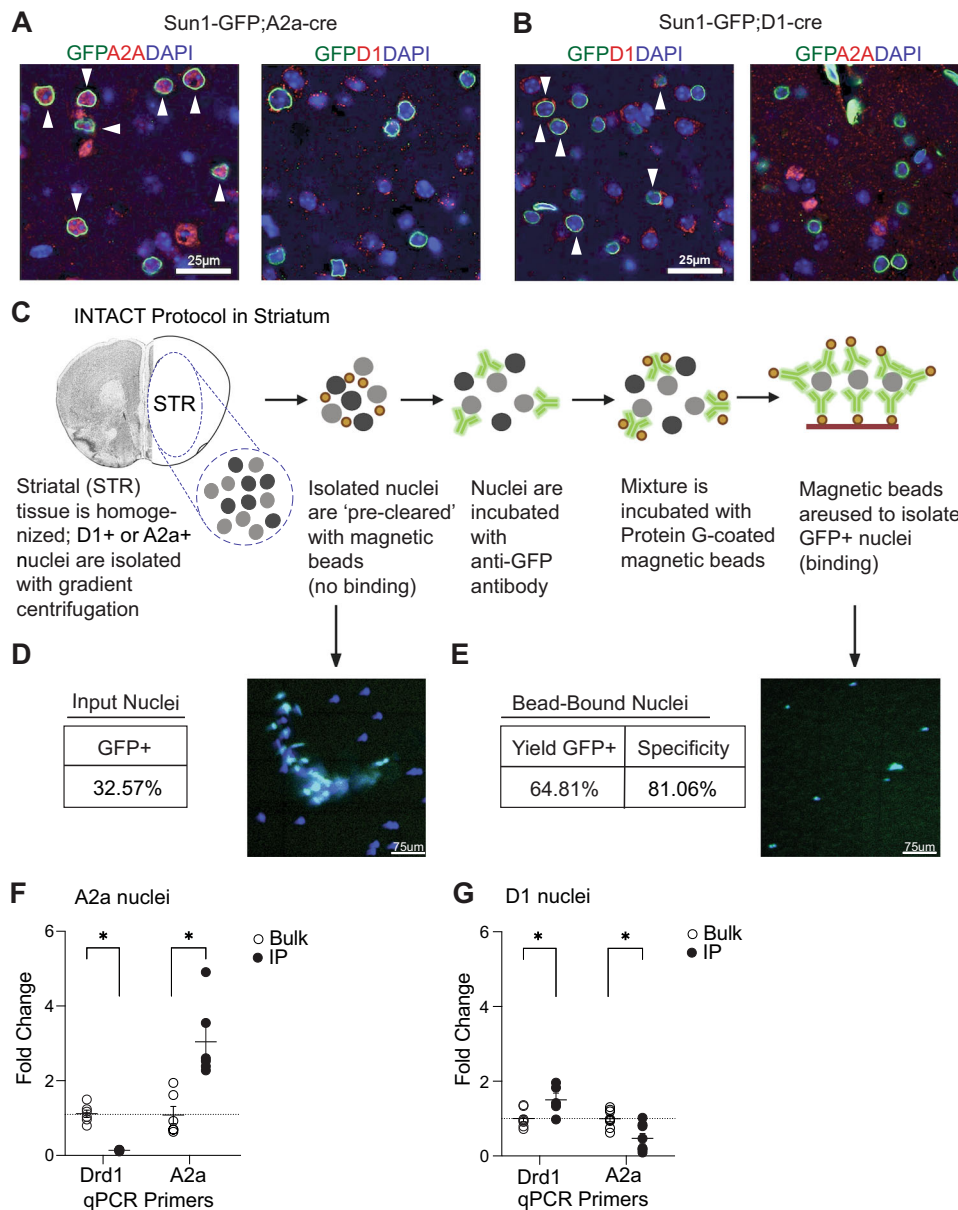 A
Sun1-GFP;A2a-cre
GFPA2ADAPI
GFPD1DAPI
25µm
B
Sun1-GFP;D1-cre
GFPD1DAPI
GFPA2ADAPI
25µm
C
INTACT Protocol in Striatum
STR
Striatal (STR)
tissue is homoge-
nized; D1+ or A2a+
nuclei are isolated
with gradient
centrifugation
Isolated nuclei
are ‘pre-cleared’
with magnetic
beads
(no binding)
Nuclei are
incubated
with
anti-GFP
antibody
Mixture is
incubated with
Protein G-coated
magnetic beads
Magnetic beads
areused to isolate
GFP+ nuclei
(binding)
D
Input Nuclei
GFP+
32.57%
75um
E
Bead-Bound Nuclei
Yield GFP+ Specificity
64.81% 81.06%
75um
F
A2a nuclei
Bulk
IP
* *
Fold Change
6
4
2
0
Drd1 A2a
qPCR Primers
G
D1 nuclei
Bulk
IP
* *
Fold Change
6
4
2
0
Drd1 A2a
qPCR Primers